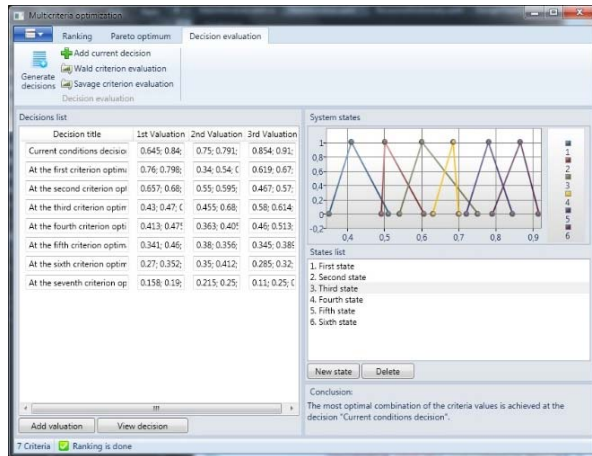 Multicriteria optimization
Ranking Pareto optimum Decision evaluation
Generate decisions
Add current decision
Wald criterion evaluation
Savage criterion evaluation
Decision evaluation
Decisions list
Decision title 1st Valuation 2nd Valuation 3rd Valuation
Current conditions decisio 0.645; 0.84; 0.75; 0.791; 0.854; 0.91;
At the first criterion optima 0.76; 0.798; 0.34; 0.54; 0.619; 0.67;
At the second criterion opt 0.657; 0.68; 0.55; 0.595; 0.467; 0.57;
At the third criterion optim 0.43; 0.47; 0.455; 0.68; 0.58; 0.614;
At the fourth criterion opti 0.413; 0.475 0.363; 0.405 0.46; 0.513;
At the fifth criterion optim 0.341; 0.46; 0.38; 0.356; 0.345; 0.389
At the sixth criterion optim 0.27; 0.352; 0.35; 0.412; 0.285; 0.32;
At the seventh criterion op 0.158; 0.19; 0.215; 0.25; 0.11; 0.25;
Add valuation View decision
System states
1
0,8
0,6
0,4
0,2
0
-0,2
0,4 0,5 0,6 0,7 0,8 0,9
1
2
3
4
5
6
States list
1. First state
2. Second state
3. Third state
4. Fourth state
5. Fifth state
6. Sixth state
New state Delete
Conclusion:
The most optimal combination of the criteria values is achieved at the
decision "Current conditions decision".
7 Criteria Ranking is done